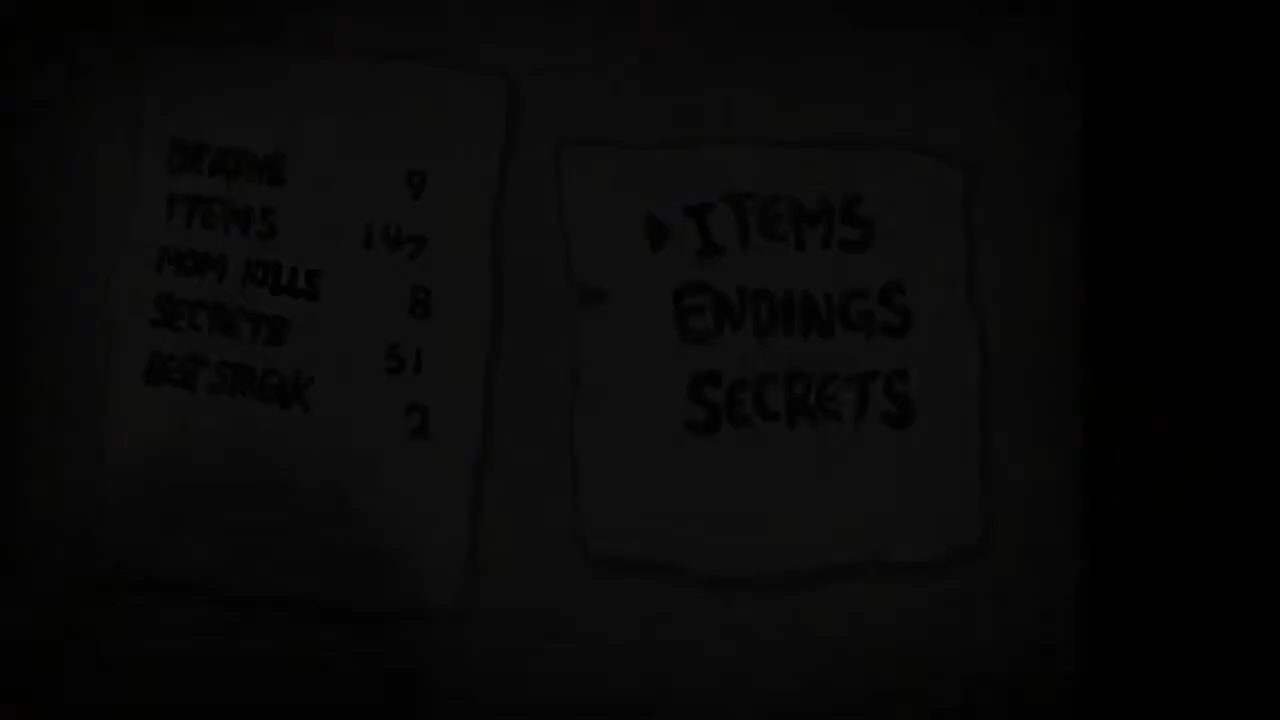 DEATHS 9
ITEMS 147
MOM KILLS 8
SECRETS 51
BEST STREAK 2
ITEMS
ENDINGS
SECRETS